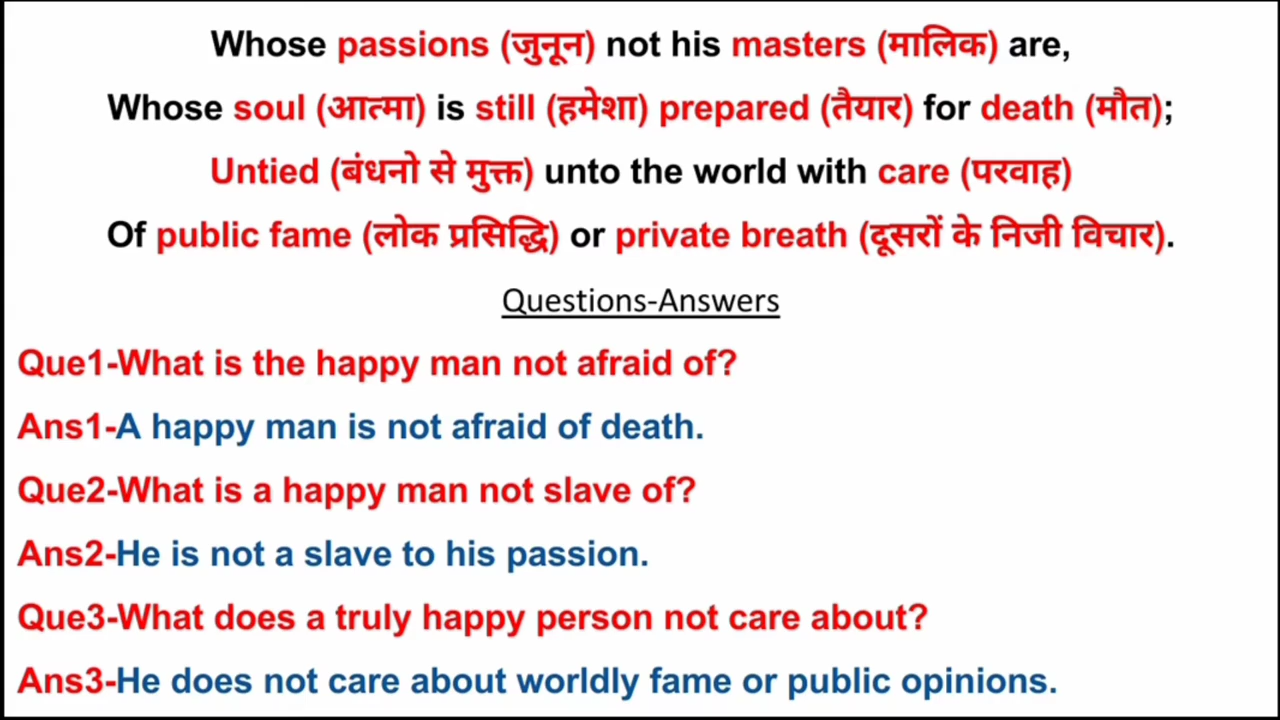 Whose passions (जुनून) not his masters (मालिक) are,
Whose soul (आत्मा) is still (हमेशा) prepared (तैयार) for death (मौत);
Untied (बंधनो से मुक्त) unto the world with care (परवाह)
Of public fame (लोक प्रसिद्धि) or private breath (दूसरों के निजी विचार).
Questions-Answers
Que1-What is the happy man not afraid of?
Ans1-A happy man is not afraid of death.
Que2-What is a happy man not slave of?
Ans2-He is not a slave to his passion.
Que3-What does a truly happy person not care about?
Ans3-He does not care about worldly fame or public opinions.